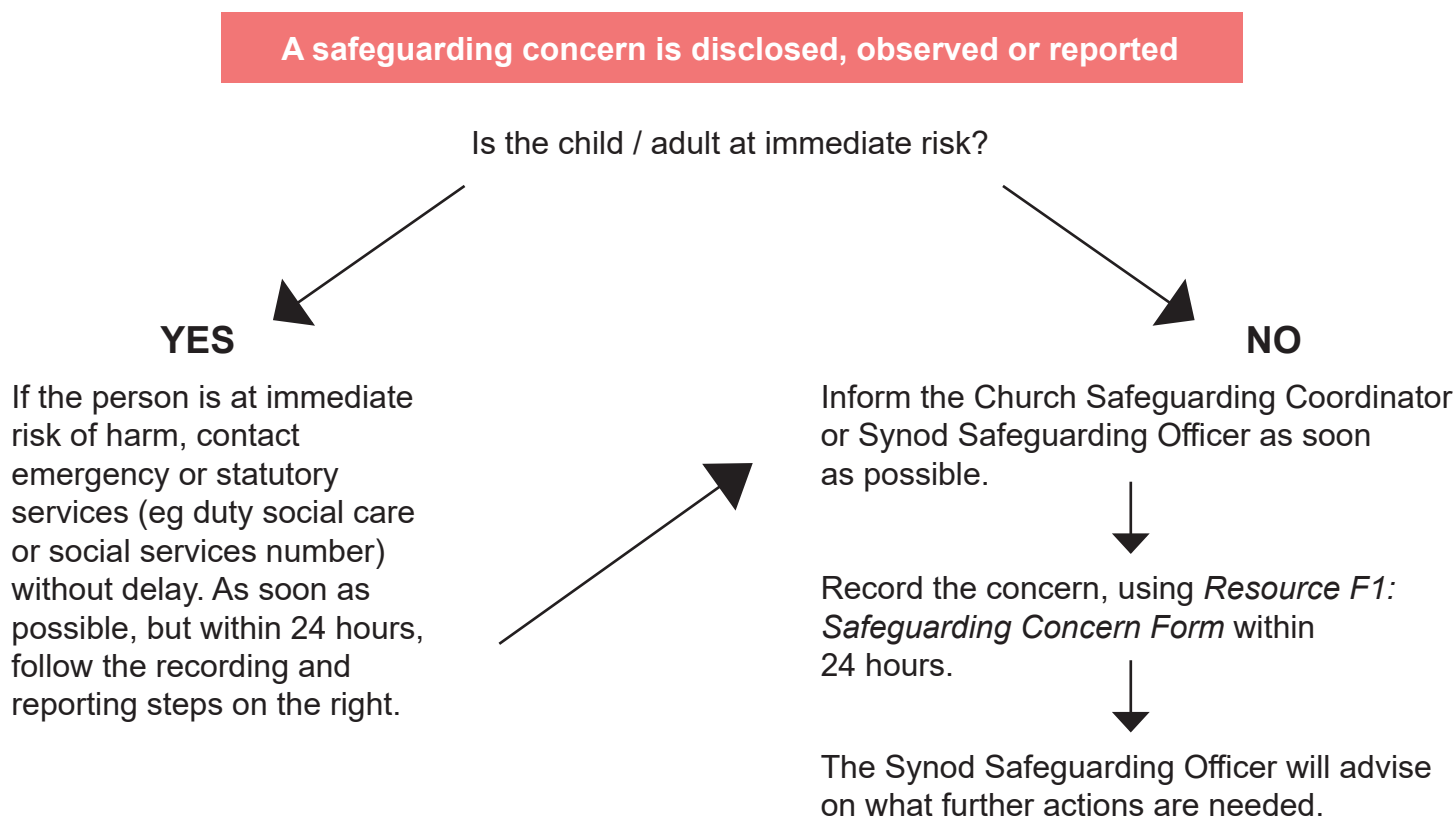 A safeguarding concern is disclosed, observed or reported
Is the child / adult at immediate risk?
YES
If the person is at immediate
risk of harm, contact
emergency or statutory
services (eg duty social care
or social services number)
without delay. As soon as
possible, but within 24 hours,
follow the recording and
reporting steps on the right.
NO
Inform the Church Safeguarding Coordinator
or Synod Safeguarding Officer as soon
as possible.
Record the concern, using Resource F1:
Safeguarding Concern Form within
24 hours.
The Synod Safeguarding Officer will advise
on what further actions are needed.